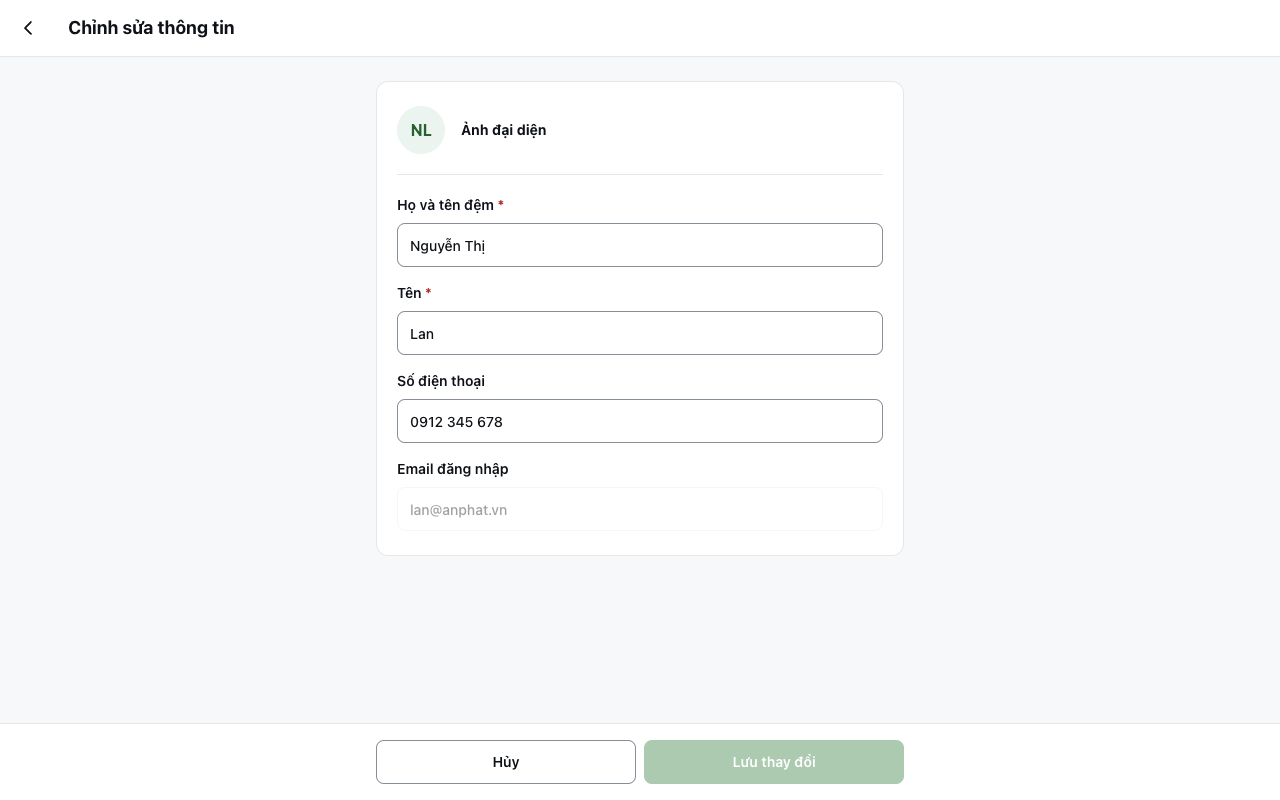 Chỉnh sửa thông tin
NL
Ảnh đại diện
Họ và tên đệm *
Nguyễn Thị
Tên *
Lan
Số điện thoại
0912 345 678
Email đăng nhập
lan@anphat.vn
Hủy
Lưu thay đổi